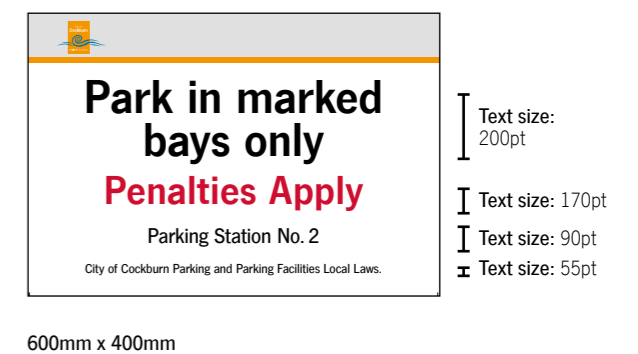 Cockburn
Park in marked
bays only
Penalties Apply
Parking Station No. 2
City of Cockburn Parking and Parking Facilities Local Laws.
Text size:
200pt
Text size: 170pt
Text size: 90pt
Text size: 55pt
600mm x 400mm